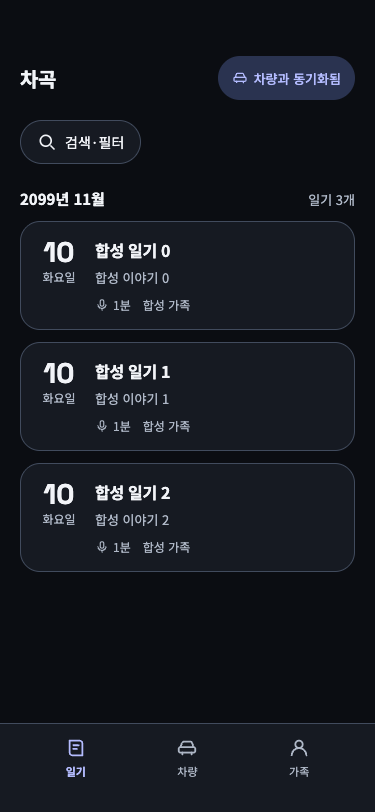 차곡
차량과 동기화됨
검색·필터
2099년 11월
일기 3개
10
화요일
합성 일기 0
합성 이야기 0
1분 합성 가족
10
화요일
합성 일기 1
합성 이야기 1
1분 합성 가족
10
화요일
합성 일기 2
합성 이야기 2
1분 합성 가족
일기
차량
가족